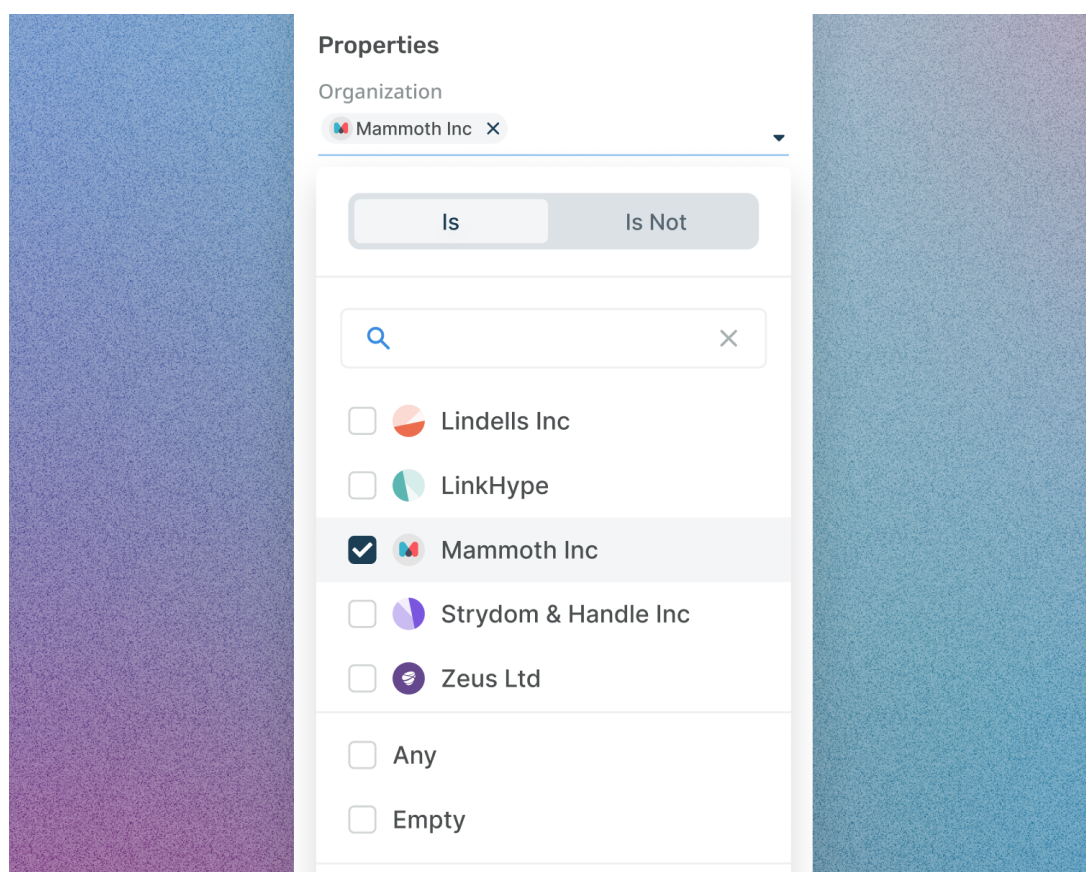 Properties
Organization
Mammoth Inc
Is
Is Not
Lindells Inc
LinkHype
Mammoth Inc
Strydom & Handle Inc
Zeus Ltd
Any
Empty